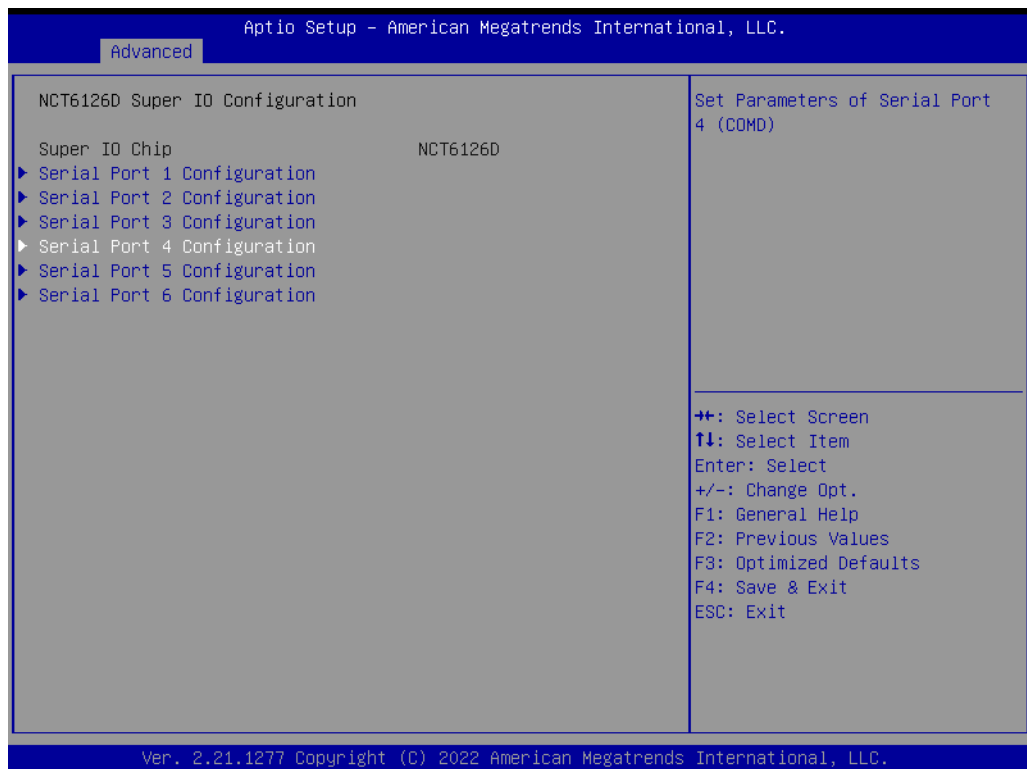 Aptio Setup – American Megatrends International, LLC.
Advanced
NCT6126D Super IO Configuration
Super IO Chip NCT6126D
▶ Serial Port 1 Configuration
▶ Serial Port 2 Configuration
▶ Serial Port 3 Configuration
▶ Serial Port 4 Configuration
▶ Serial Port 5 Configuration
▶ Serial Port 6 Configuration
Set Parameters of Serial Port
4 (COMD)
→←: Select Screen
↑↓: Select Item
Enter: Select
+/-: Change Opt.
F1: General Help
F2: Previous Values
F3: Optimized Defaults
F4: Save & Exit
ESC: Exit
Ver. 2.21.1277 Copyright (C) 2022 American Megatrends International, LLC.